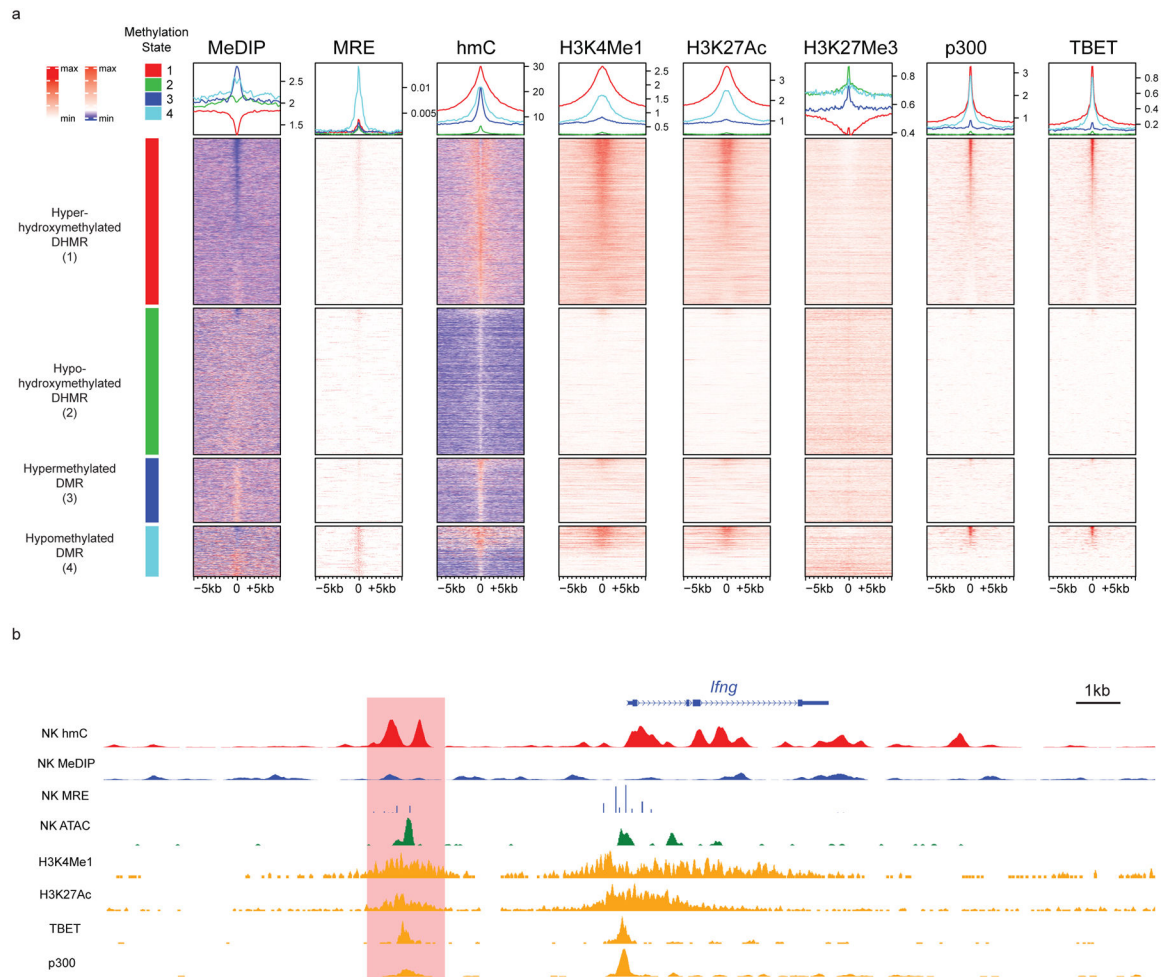 a
Methylation
State
1
2
3
4
max
min
max
min
MeDIP
MRE
hmC
H3K4Me1
H3K27Ac
H3K27Me3
p300
TBET
2.5
2
1.5
0.01
0.005
30
20
10
2.5
2
1.5
1
0.5
3
2
1
0.8
0.6
0.4
3
2
1
0.8
0.6
0.4
0.2
Hyper-
hydroxymethylated
DHMR
(1)
Hypo-
hydroxymethylated
DHMR
(2)
Hypermethylated
DMR
(3)
Hypomethylated
DMR
(4)
−5kb 0 +5kb −5kb 0 +5kb −5kb 0 +5kb −5kb 0 +5kb −5kb 0 +5kb −5kb 0 +5kb −5kb 0 +5kb −5kb 0 +5kb
b
Ifng
1kb
NK hmC
NK MeDIP
NK MRE
NK ATAC
H3K4Me1
H3K27Ac
TBET
p300